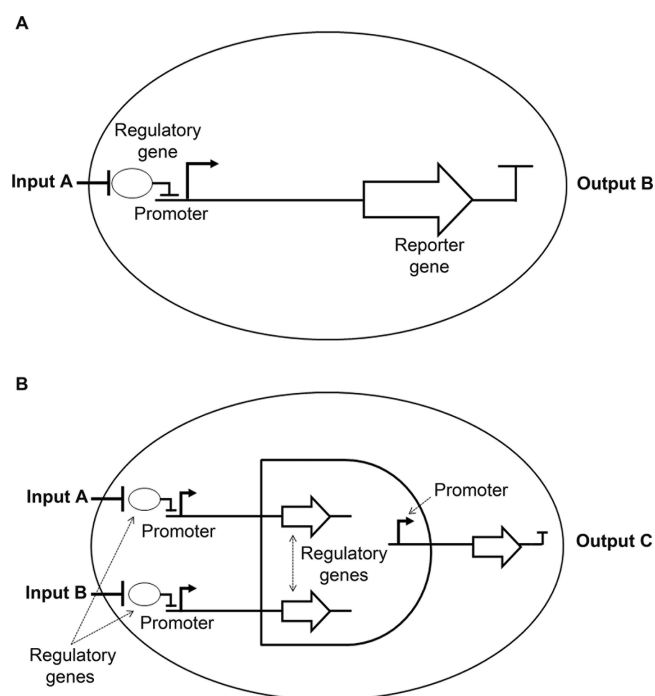 A
Regulatory
gene
Input A
Output B
Promoter
Reporter
gene
B
Input A
Promoter
Promoter
Regulatory
genes
Output C
Input B
Promoter
Regulatory
genes